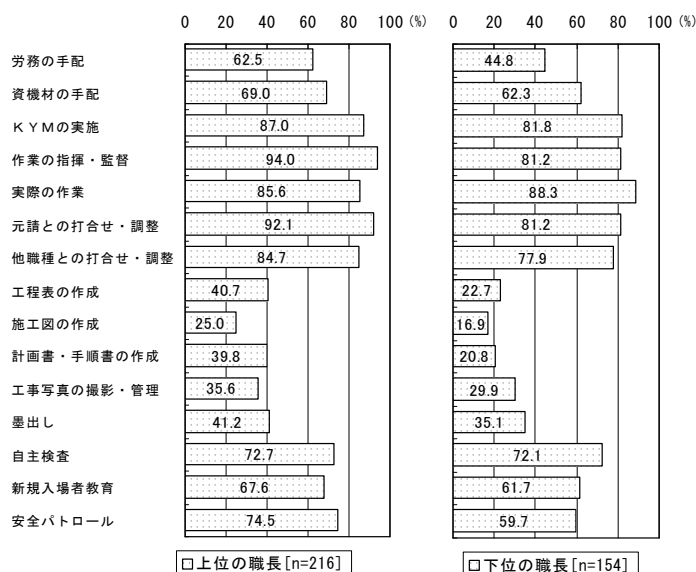 0 20 40 60 80 100 (%) 0 20 40 60 80 100 (%)
労務の手配 62.5 44.8
資機材の手配 69.0 62.3
ＫＹＭの実施 87.0 81.8
作業の指揮・監督 94.0 81.2
実際の作業 85.6 88.3
元請との打合せ・調整 92.1 81.2
他職種との打合せ・調整 84.7 77.9
工程表の作成 40.7 22.7
施工図の作成 25.0 16.9
計画書・手順書の作成 39.8 20.8
工事写真の撮影・管理 35.6 29.9
墨出し 41.2 35.1
自主検査 72.7 72.1
新規入場者教育 67.6 61.7
安全パトロール 74.5 59.7
上位の職長[n=216] 下位の職長[n=154]